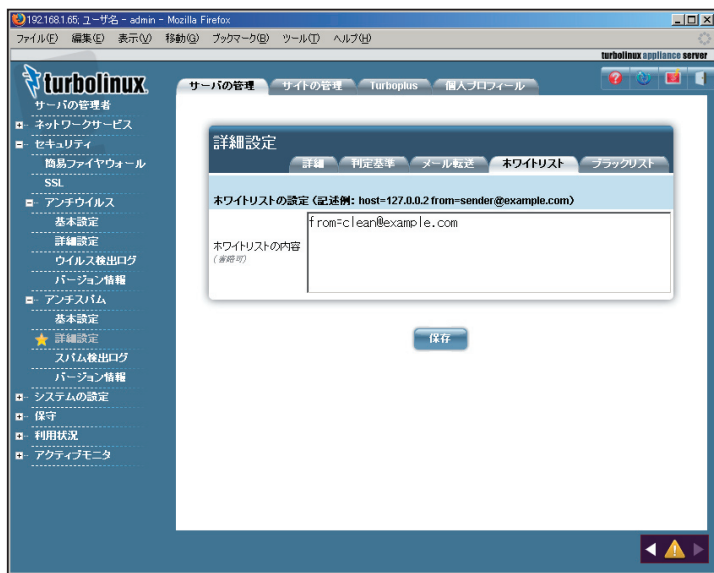 192.168.1.65; ユーザ名 - admin - Mozilla Firefox
ファイル(F) 編集(E) 表示(V) 移動(G) ブックマーク(B) ツール(T) ヘルプ(H)
turbolinux appliance server
turbolinux
サーバの管理 サイトの管理 Turboplus 個人プロフィール
サーバの管理者
ネットワークサービス
セキュリティ
簡易ファイヤウォール
SSL
アンチウイルス
基本設定
詳細設定
ウイルス検出ログ
バージョン情報
アンチスパム
基本設定
詳細設定
スパム検出ログ
バージョン情報
システムの設定
保守
利用状況
アクティブモニタ
詳細設定
詳細 判定基準 メール転送 ホワイトリスト ブラックリスト
ホワイトリストの設定 (記述例: host=127.0.0.2 from=sender@example.com)
ホワイトリストの内容
(省略可)
from=clean@example.com
保存